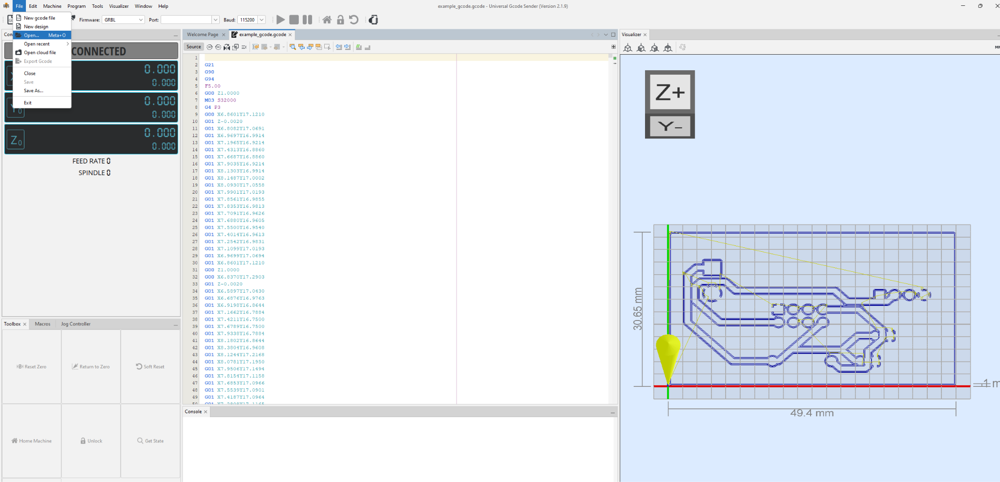 UGS File Edit Machine Program Tools Visualizer Window Help
example_gcode.gcode - Universal Gcode Sender (Version 2.1.9)
Firmware: GRBL Port: Baud: 115200
New gcode file
New design
Open... Meta+O
Open recent
Open cloud file
Export Gcode
Close
Save
Save As...
Exit
CONNECTED
0.000
0.000
Y0
0.000
0.000
Z0
0.000
0.000
FEED RATE 0
SPINDLE 0
Toolbox Macros Jog Controller
Reset Zero Return to Zero Soft Reset
Home Machine Unlock Get State
Welcome Page example_gcode.gcode
Source
1
2 G21
3 G90
4 G94
5 F5.00
6 G00 Z1.0000
7 M03 S32000
8 G4 P3
9 G00 X6.8601Y17.1210
10 G01 Z-0.0020
11 G01 X6.8082Y17.0691
12 G01 X6.9697Y16.9914
13 G01 X7.1965Y16.9214
14 G01 X7.4313Y16.8860
15 G01 X7.6687Y16.8860
16 G01 X7.9035Y16.9214
17 G01 X8.1303Y16.9914
18 G01 X8.1487Y17.0002
19 G01 X8.0930Y17.0558
20 G01 X7.9901Y17.0193
21 G01 X7.8561Y16.9855
22 G01 X7.8353Y16.9813
23 G01 X7.7091Y16.9626
24 G01 X7.6880Y16.9605
25 G01 X7.5500Y16.9540
26 G01 X7.4014Y16.9613
27 G01 X7.2542Y16.9831
28 G01 X7.1099Y17.0193
29 G01 X6.9699Y17.0694
30 G01 X6.8601Y17.1210
31 G00 Z1.0000
32 G00 X6.8370Y17.2903
33 G01 Z-0.0020
34 G01 X6.5897Y17.0430
35 G01 X6.6876Y16.9763
36 G01 X6.9198Y16.8644
37 G01 X7.1662Y16.7884
38 G01 X7.4211Y16.7500
39 G01 X7.6789Y16.7500
40 G01 X7.9338Y16.7884
41 G01 X8.1802Y16.8644
42 G01 X8.3804Y16.9608
43 G01 X8.1244Y17.2168
44 G01 X8.0781Y17.1950
45 G01 X7.9506Y17.1494
46 G01 X7.8154Y17.1158
47 G01 X7.6853Y17.0966
48 G01 X7.5539Y17.0901
49 G01 X7.4187Y17.0964
Console
Visualizer
Z+
Y-
30.65 mm
49.4 mm